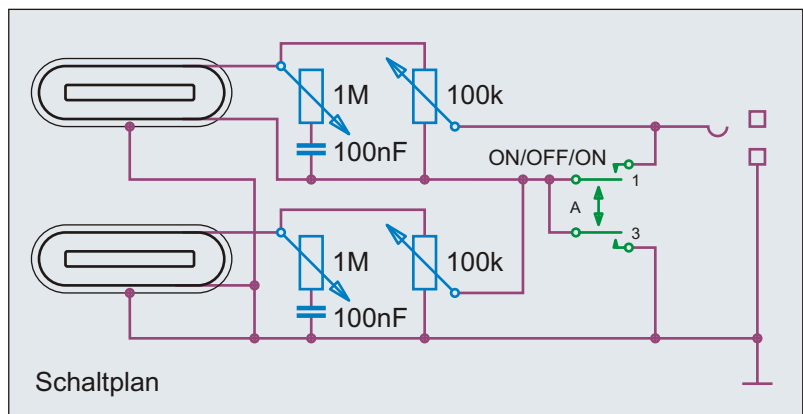 1M
100k
100nF
ON/OFF/ON
1
A
3
1M
100k
100nF
Schaltplan